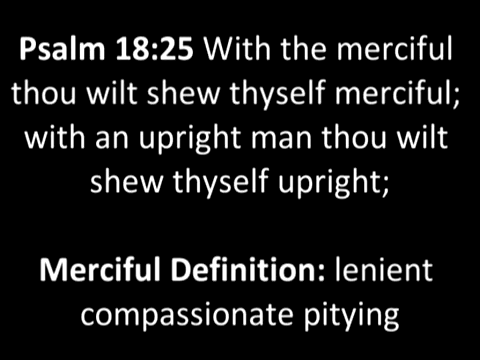 Psalm 18:25 With the merciful
thou wilt shew thyself merciful;
with an upright man thou wilt
shew thyself upright;
Merciful Definition: lenient
compassionate pitying